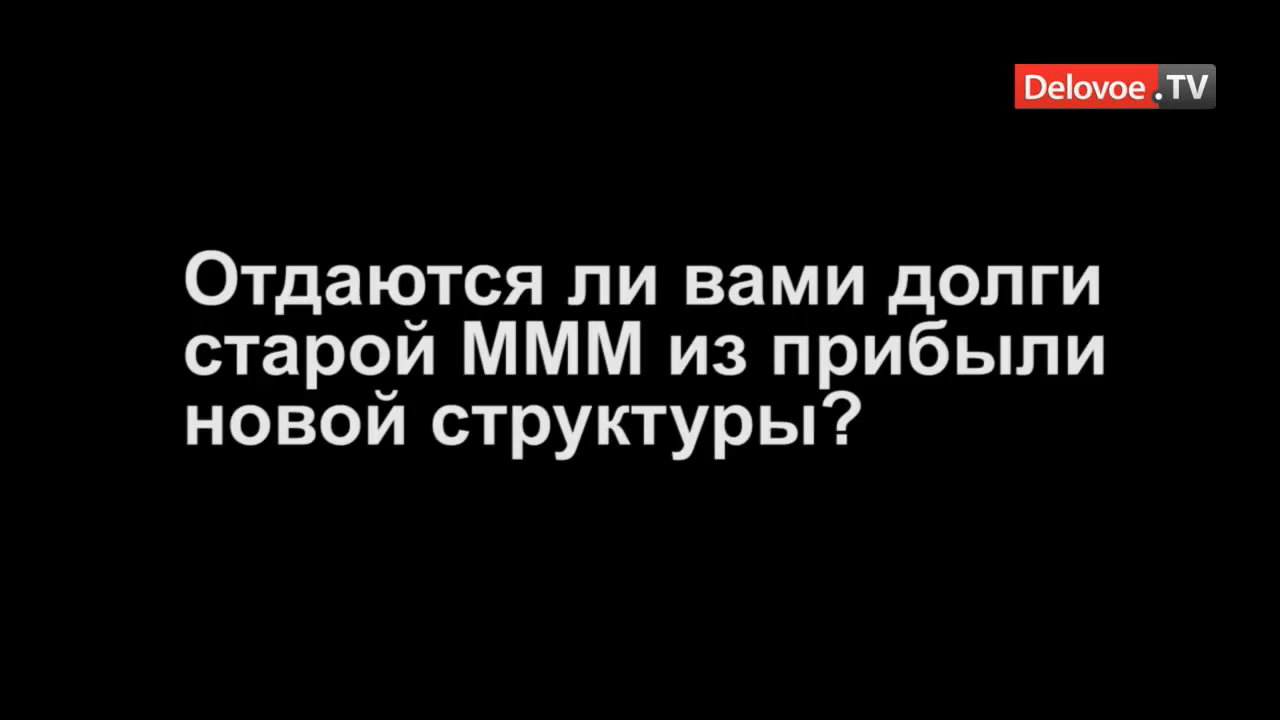 Delovoe.TV
Отдаются ли вами долги
старой МММ из прибыли
новой структуры?